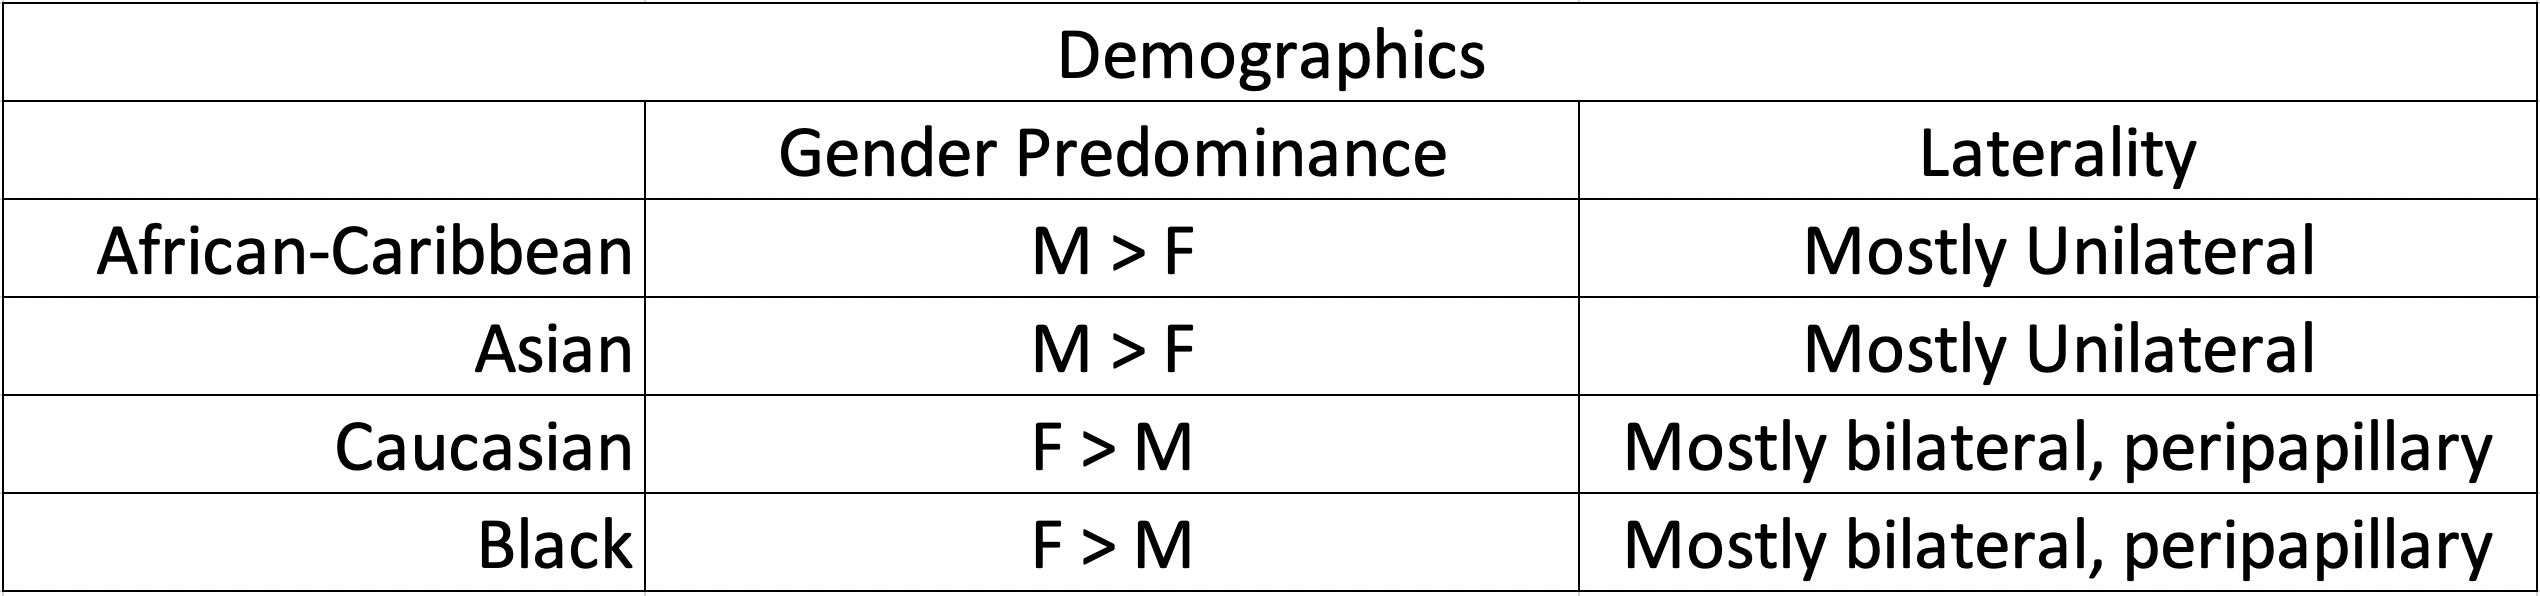 Demographics
Gender Predominance Laterality
African-Caribbean M > F Mostly Unilateral
Asian M > F Mostly Unilateral
Caucasian F > M Mostly bilateral, peripapillary
Black F > M Mostly bilateral, peripapillary